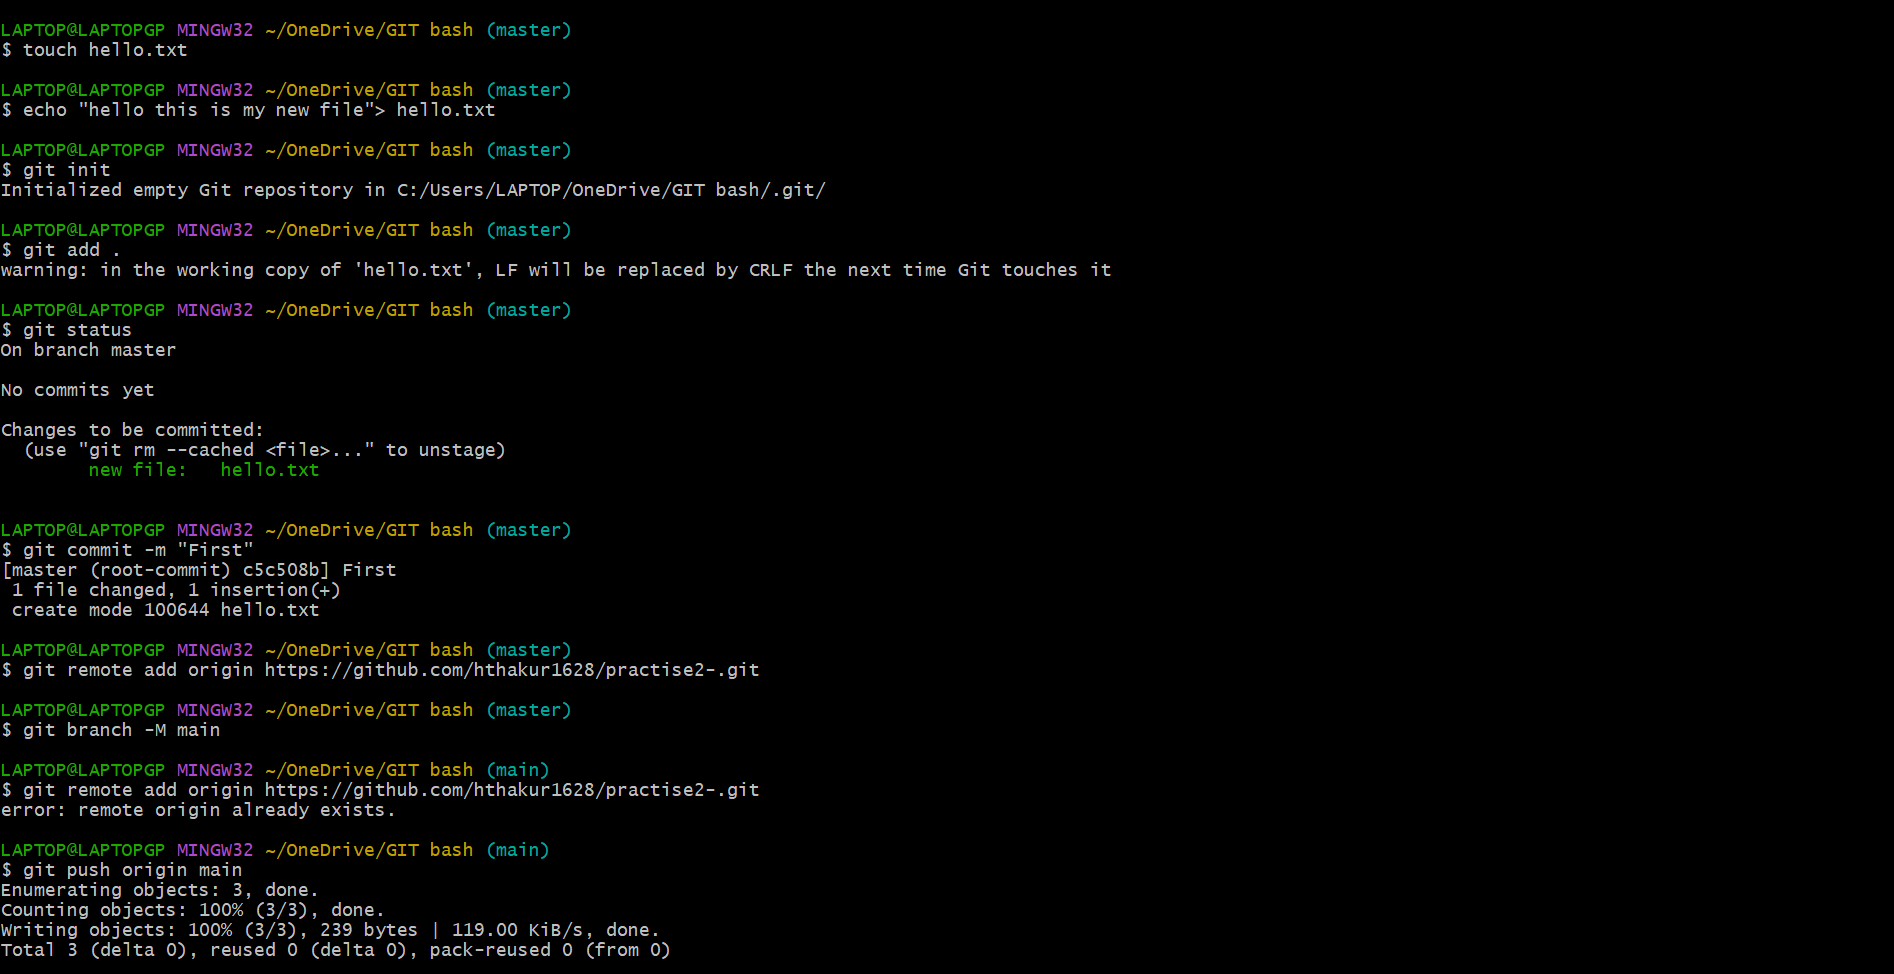 LAPTOP@LAPTOPGP MINGW32 ~/OneDrive/GIT bash (master)
$ touch hello.txt
LAPTOP@LAPTOPGP MINGW32 ~/OneDrive/GIT bash (master)
$ echo "hello this is my new file"> hello.txt
LAPTOP@LAPTOPGP MINGW32 ~/OneDrive/GIT bash (master)
$ git init
Initialized empty Git repository in C:/Users/LAPTOP/OneDrive/GIT bash/.git/
LAPTOP@LAPTOPGP MINGW32 ~/OneDrive/GIT bash (master)
$ git add .
warning: in the working copy of 'hello.txt', LF will be replaced by CRLF the next time Git touches it
LAPTOP@LAPTOPGP MINGW32 ~/OneDrive/GIT bash (master)
$ git status
On branch master
No commits yet
Changes to be committed:
  (use "git rm --cached <file>..." to unstage)
        new file:   hello.txt
LAPTOP@LAPTOPGP MINGW32 ~/OneDrive/GIT bash (master)
$ git commit -m "First"
[master (root-commit) c5c508b] First
 1 file changed, 1 insertion(+)
 create mode 100644 hello.txt
LAPTOP@LAPTOPGP MINGW32 ~/OneDrive/GIT bash (master)
$ git remote add origin https://github.com/hthakur1628/practise2-.git
LAPTOP@LAPTOPGP MINGW32 ~/OneDrive/GIT bash (master)
$ git branch -M main
LAPTOP@LAPTOPGP MINGW32 ~/OneDrive/GIT bash (main)
$ git remote add origin https://github.com/hthakur1628/practise2-.git
error: remote origin already exists.
LAPTOP@LAPTOPGP MINGW32 ~/OneDrive/GIT bash (main)
$ git push origin main
Enumerating objects: 3, done.
Counting objects: 100% (3/3), done.
Writing objects: 100% (3/3), 239 bytes | 119.00 KiB/s, done.
Total 3 (delta 0), reused 0 (delta 0), pack-reused 0 (from 0)